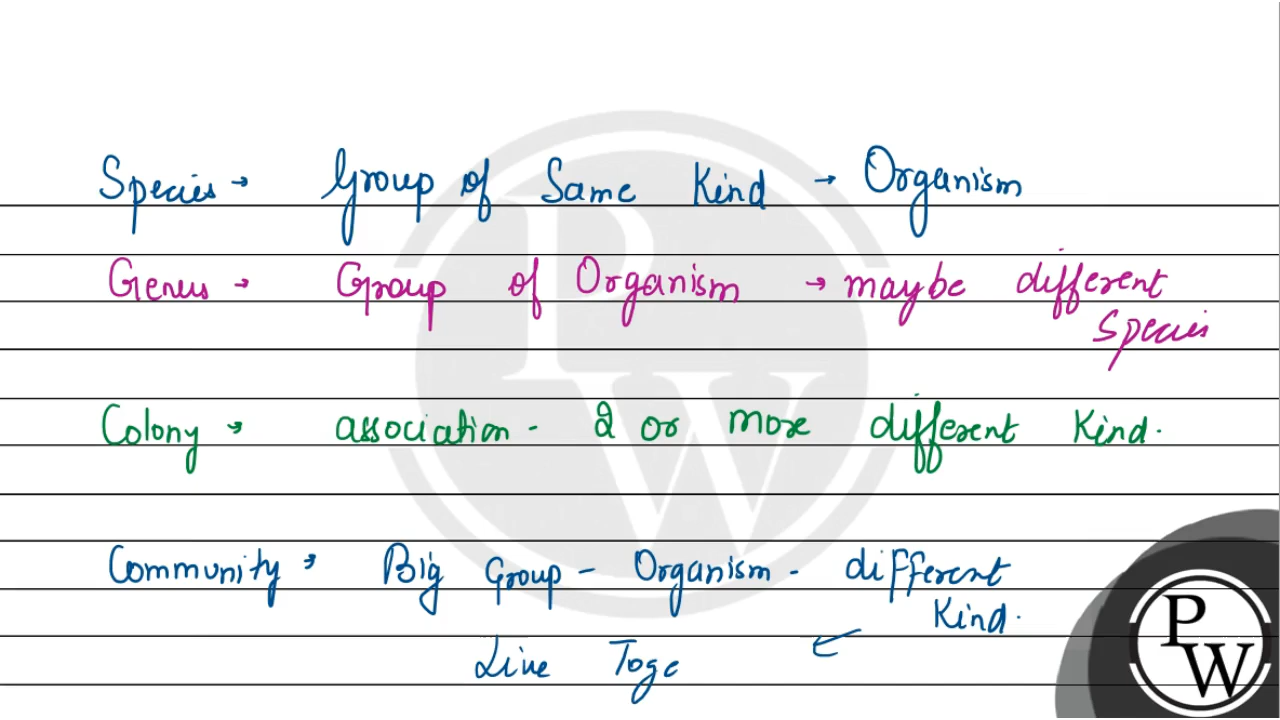 Species → Group of Same Kind → Organism
Genus → Group of Organism → maybe different
Species
Colony → association - 2 or more different Kind.
Community → Big Group - Organism - different
Kind.
Live Toge
P
W
P
W